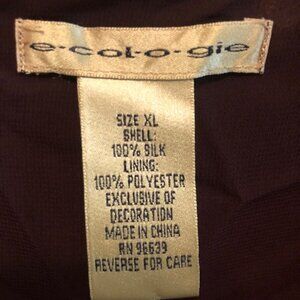 e·col·o·gie
SIZE XL
SHELL:
100% SILK
LINING:
100% POLYESTER
EXCLUSIVE OF
DECORATION
MADE IN CHINA
RN 96639
REVERSE FOR CARE